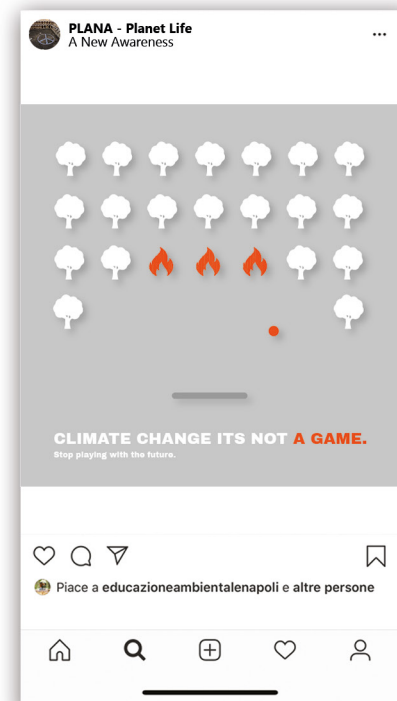 PLANA - Planet Life
A New Awareness
CLIMATE CHANGE ITS NOT A GAME.
Stop playing with the future.
Piace a educazioneambientalenapoli e altre persone